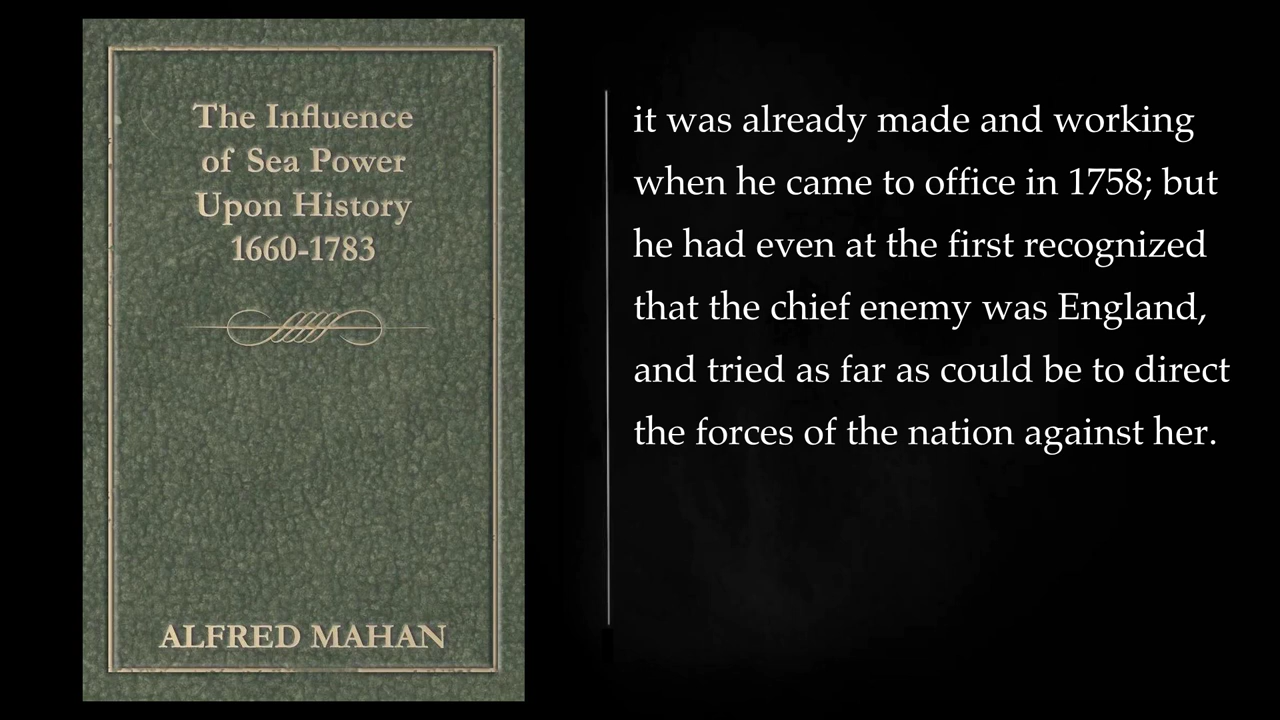 The Influence
of Sea Power
Upon History
1660-1783
ALFRED MAHAN
it was already made and working
when he came to office in 1758; but
he had even at the first recognized
that the chief enemy was England,
and tried as far as could be to direct
the forces of the nation against her.